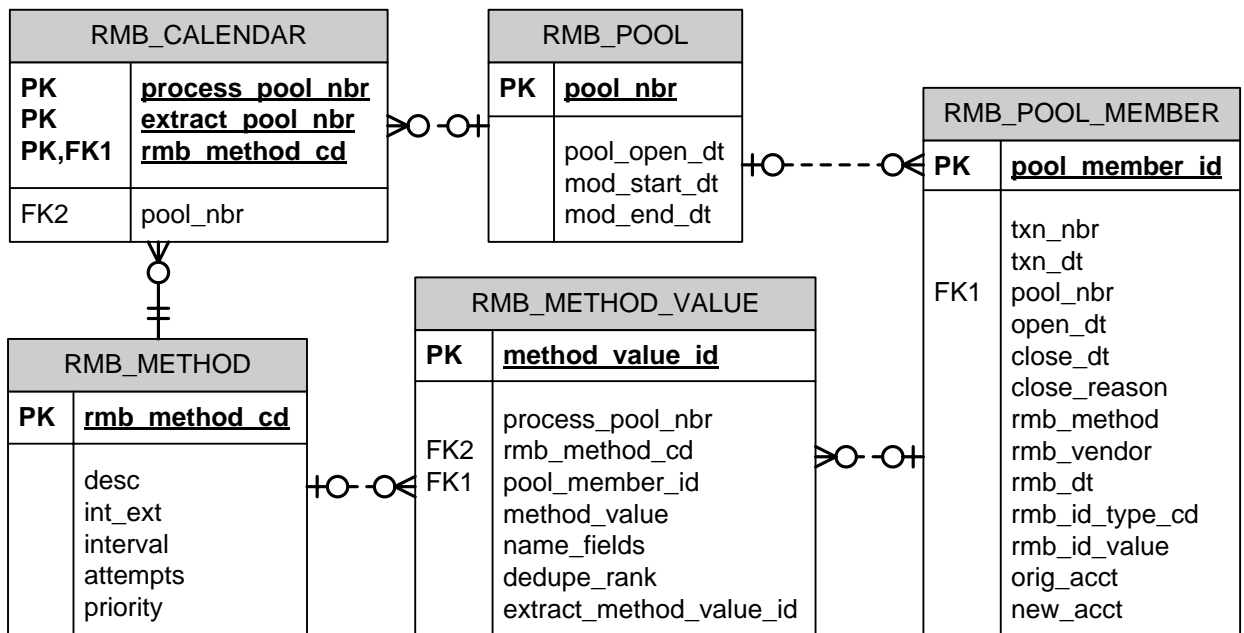 RMB_CALENDAR
PK process_pool_nbr
PK extract_pool_nbr
PK,FK1 rmb_method_cd
FK2 pool_nbr
RMB_POOL
PK pool_nbr
pool_open_dt
mod_start_dt
mod_end_dt
RMB_POOL_MEMBER
PK pool_member_id
txn_nbr
txn_dt
FK1 pool_nbr
open_dt
close_dt
close_reason
rmb_method
rmb_vendor
rmb_dt
rmb_id_type_cd
rmb_id_value
orig_acct
new_acct
RMB_METHOD
PK rmb_method_cd
desc
int_ext
interval
attempts
priority
RMB_METHOD_VALUE
PK method_value_id
process_pool_nbr
FK2 rmb_method_cd
FK1 pool_member_id
method_value
name_fields
dedupe_rank
extract_method_value_id